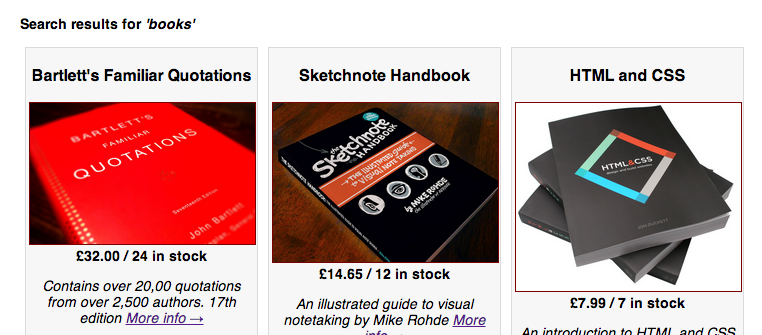 Search results for 'books'
Bartlett's Familiar Quotations
BARTLETT'S
FAMILIAR
QUOTATIONS
Seventeenth Edition
John Bartlett
£32.00 / 24 in stock
Contains over 20,00 quotations
from over 2,500 authors. 17th
edition More info →
Sketchnote Handbook
the
Sketchnote
HANDBOOK
THE ILLUSTRATED GUIDE
TO VISUAL NOTE TAKING
by MIKE ROHDE
£14.65 / 12 in stock
An illustrated guide to visual
notetaking by Mike Rohde More
info →
HTML and CSS
HTML&CSS
design and build websites
JON DUCKETT
£7.99 / 7 in stock
An introduction to HTML and CSS